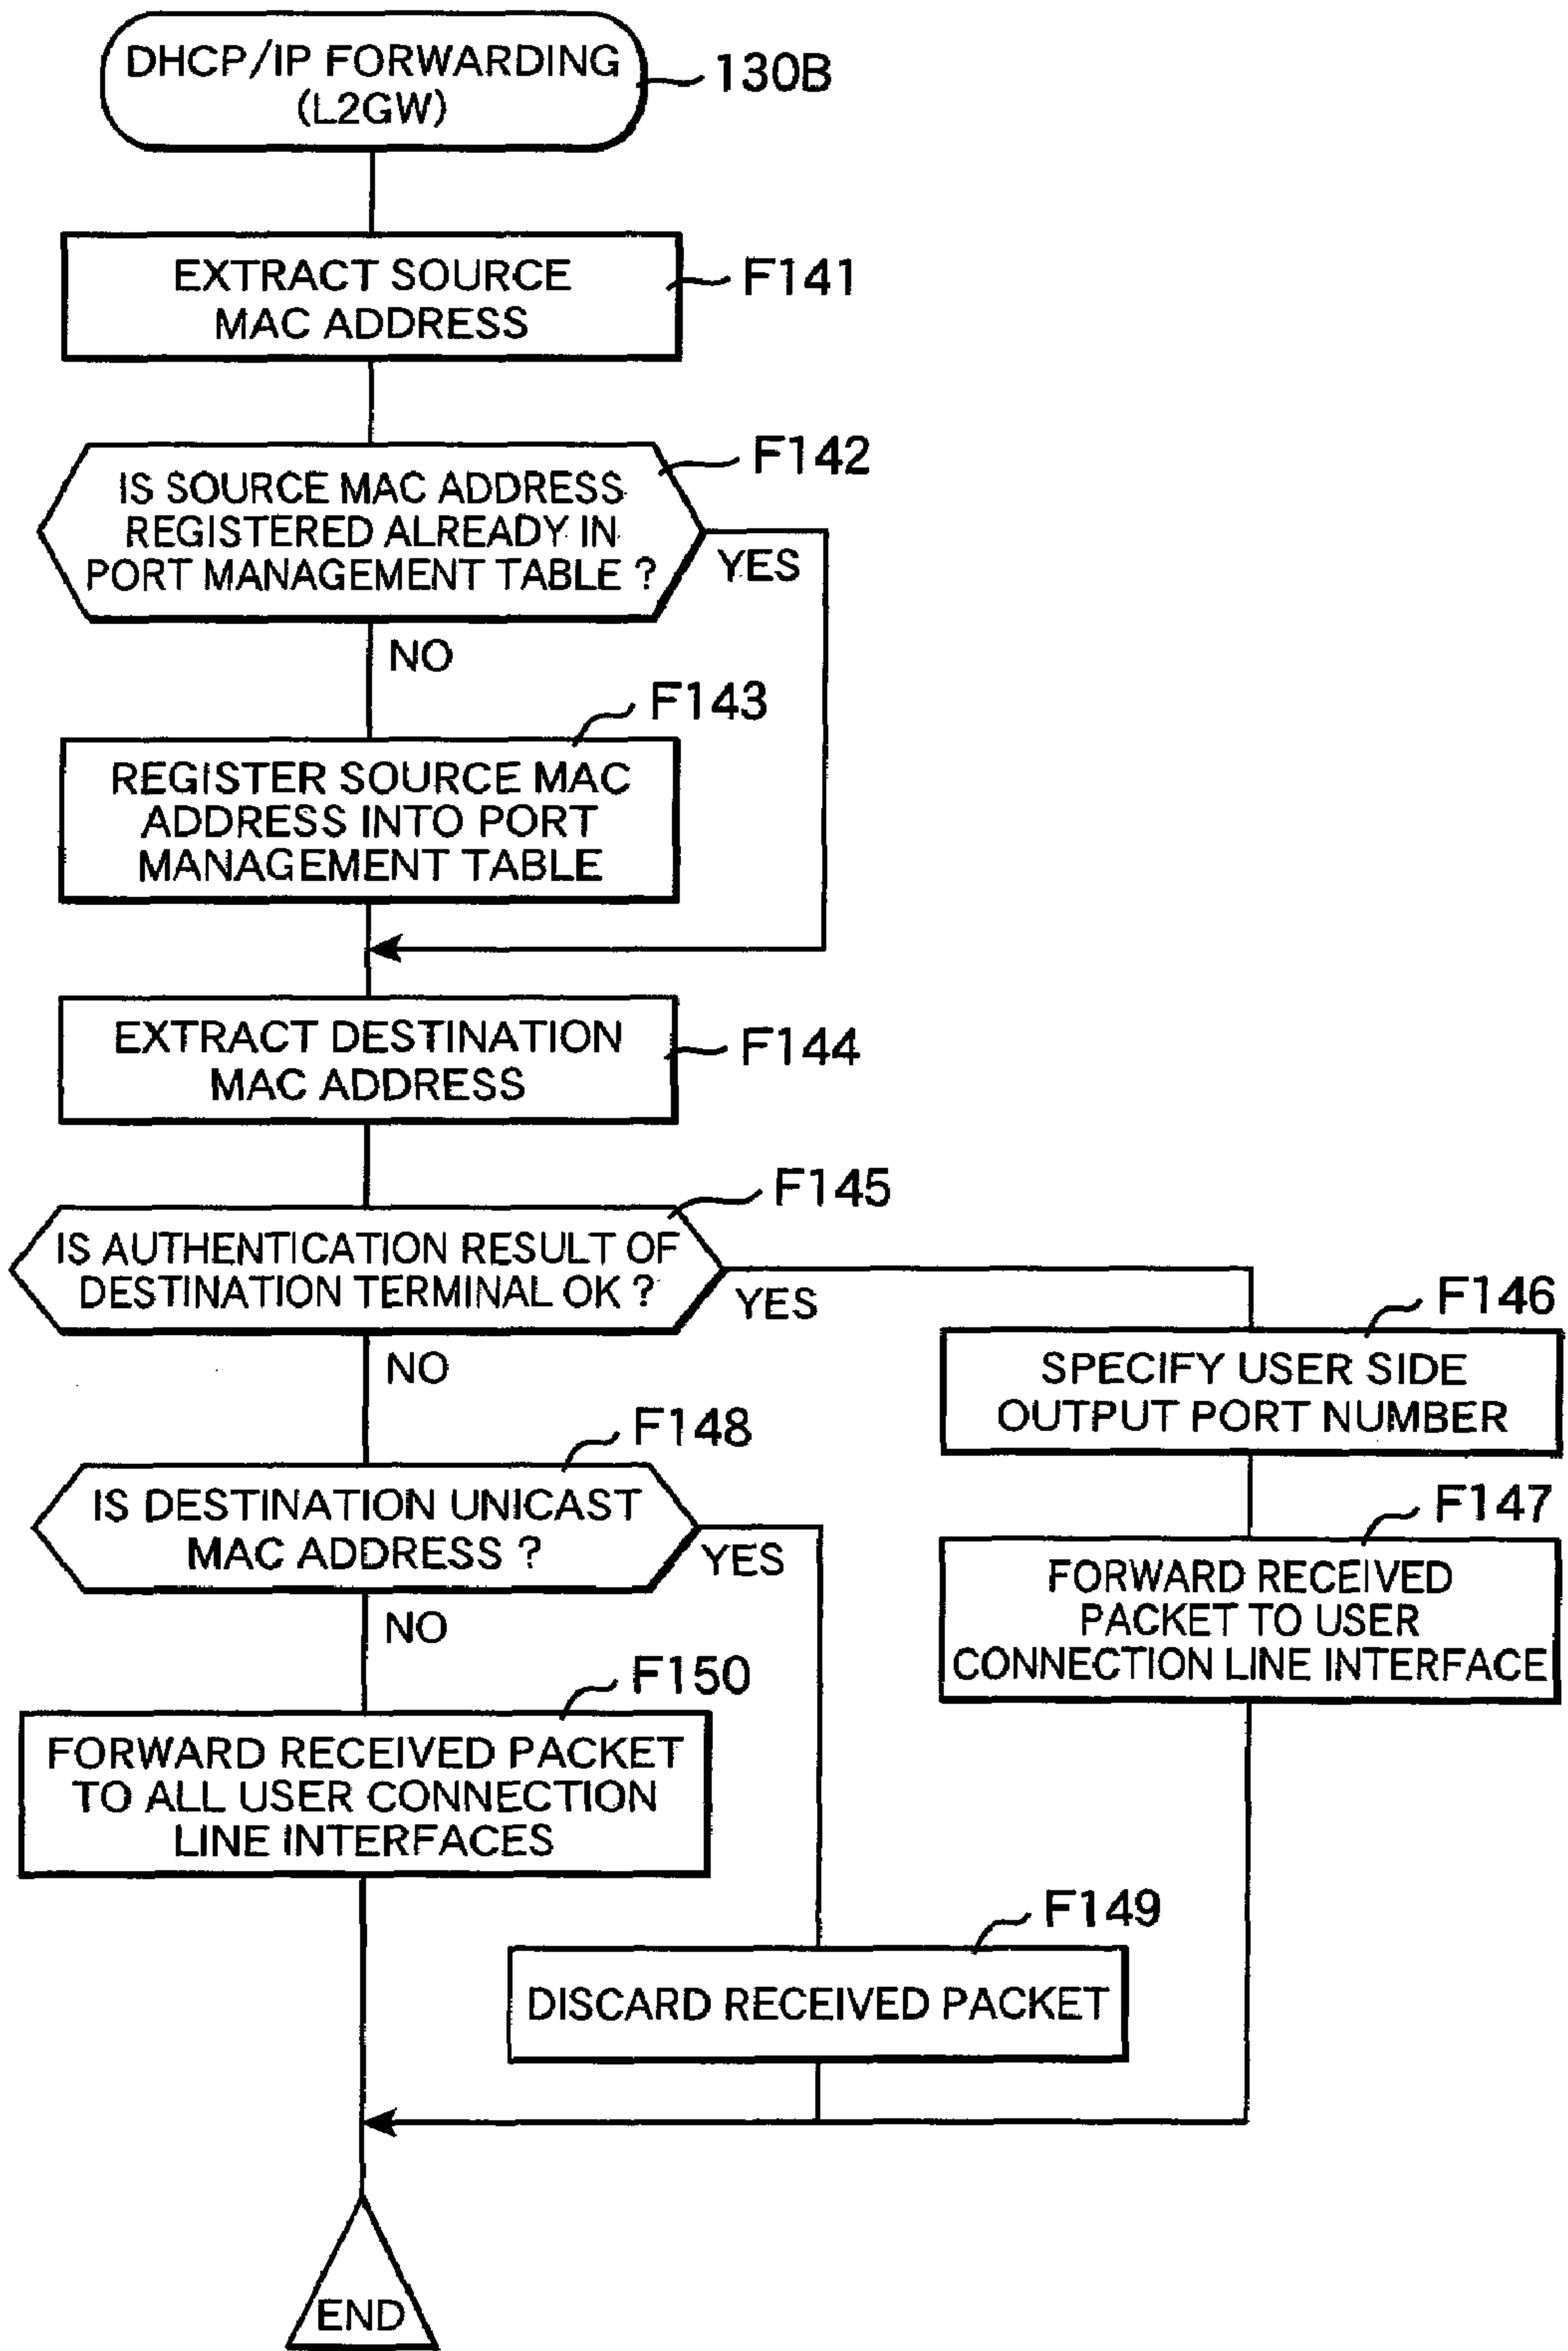 DHCP/IP FORWARDING
(L2GW)
130B
EXTRACT SOURCE
MAC ADDRESS
F141
F142
IS SOURCE MAC ADDRESS
REGISTERED ALREADY IN
PORT MANAGEMENT TABLE ?
YES
NO
F143
REGISTER SOURCE MAC
ADDRESS INTO PORT
MANAGEMENT TABLE
EXTRACT DESTINATION
MAC ADDRESS
F144
F145
IS AUTHENTICATION RESULT OF
DESTINATION TERMINAL OK ?
YES
NO
F146
SPECIFY USER SIDE
OUTPUT PORT NUMBER
F147
FORWARD RECEIVED
PACKET TO USER
CONNECTION LINE INTERFACE
F148
IS DESTINATION UNICAST
MAC ADDRESS ?
YES
NO
F150
FORWARD RECEIVED PACKET
TO ALL USER CONNECTION
LINE INTERFACES
F149
DISCARD RECEIVED PACKET
END